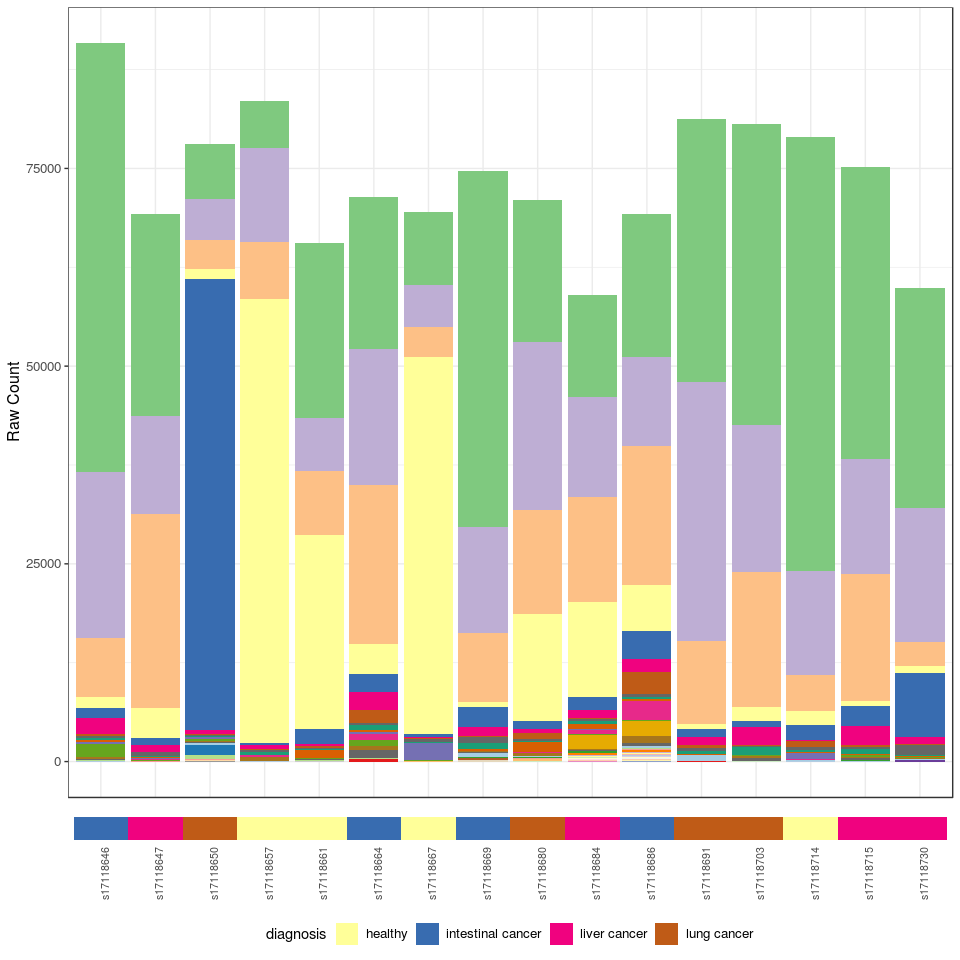 Raw Count
75000
50000
25000
0
s17118646
s17118647
s17118650
s17118657
s17118661
s17118664
s17118667
s17118669
s17118680
s17118684
s17118686
s17118691
s17118703
s17118714
s17118715
s17118730
diagnosis healthy intestinal cancer liver cancer lung cancer